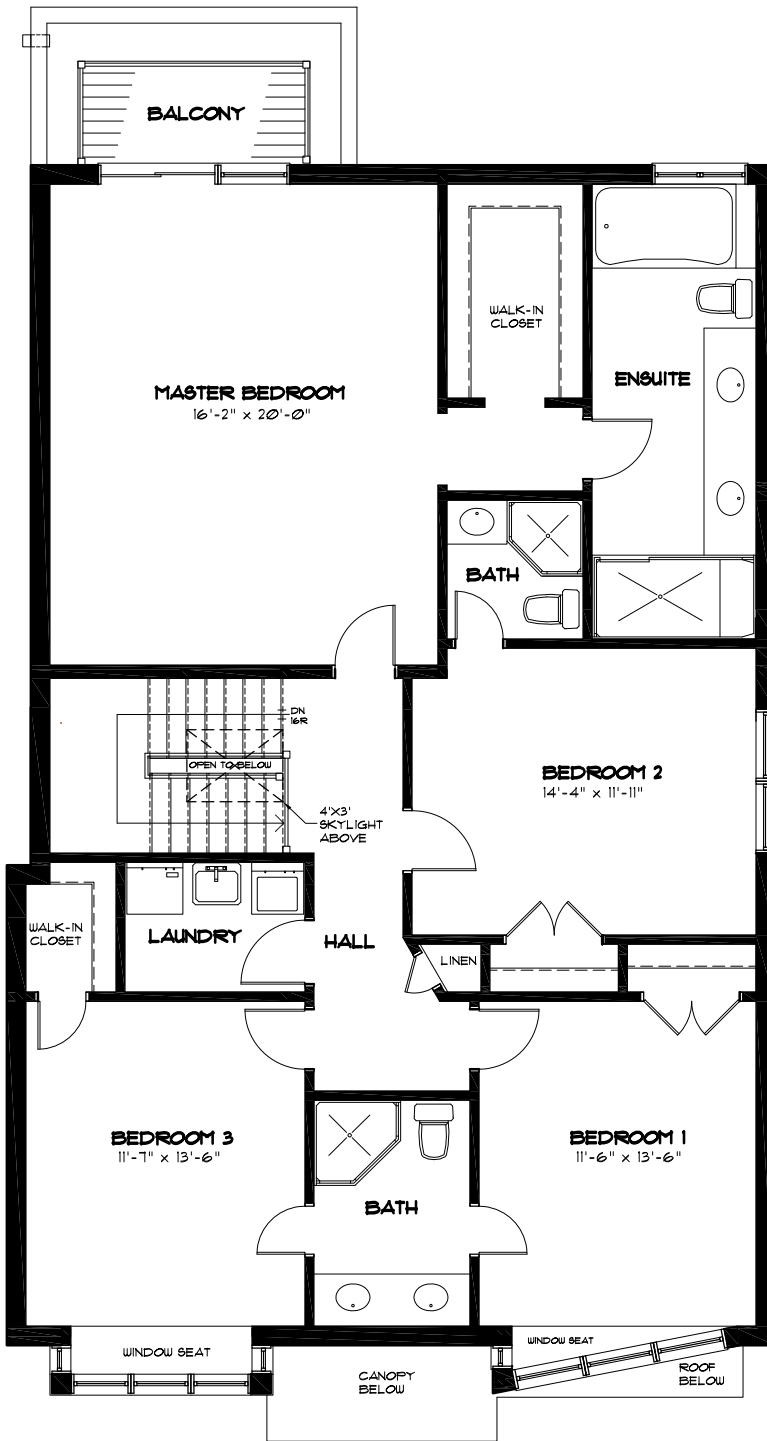 BALCONY
WALK-IN
CLOSET
ENSUITE
MASTER BEDROOM
16'-2" x 20'-0"
BATH
DN
16R
OPEN TO BELOW
BEDROOM 2
14'-4" x 11'-11"
4'X3'
SKYLIGHT
ABOVE
WALK-IN
CLOSET
LAUNDRY
HALL
LINEN
BEDROOM 3
11'-7" x 13'-6"
BEDROOM 1
11'-6" x 13'-6"
BATH
WINDOW SEAT
WINDOW SEAT
CANOPY
BELOW
ROOF
BELOW